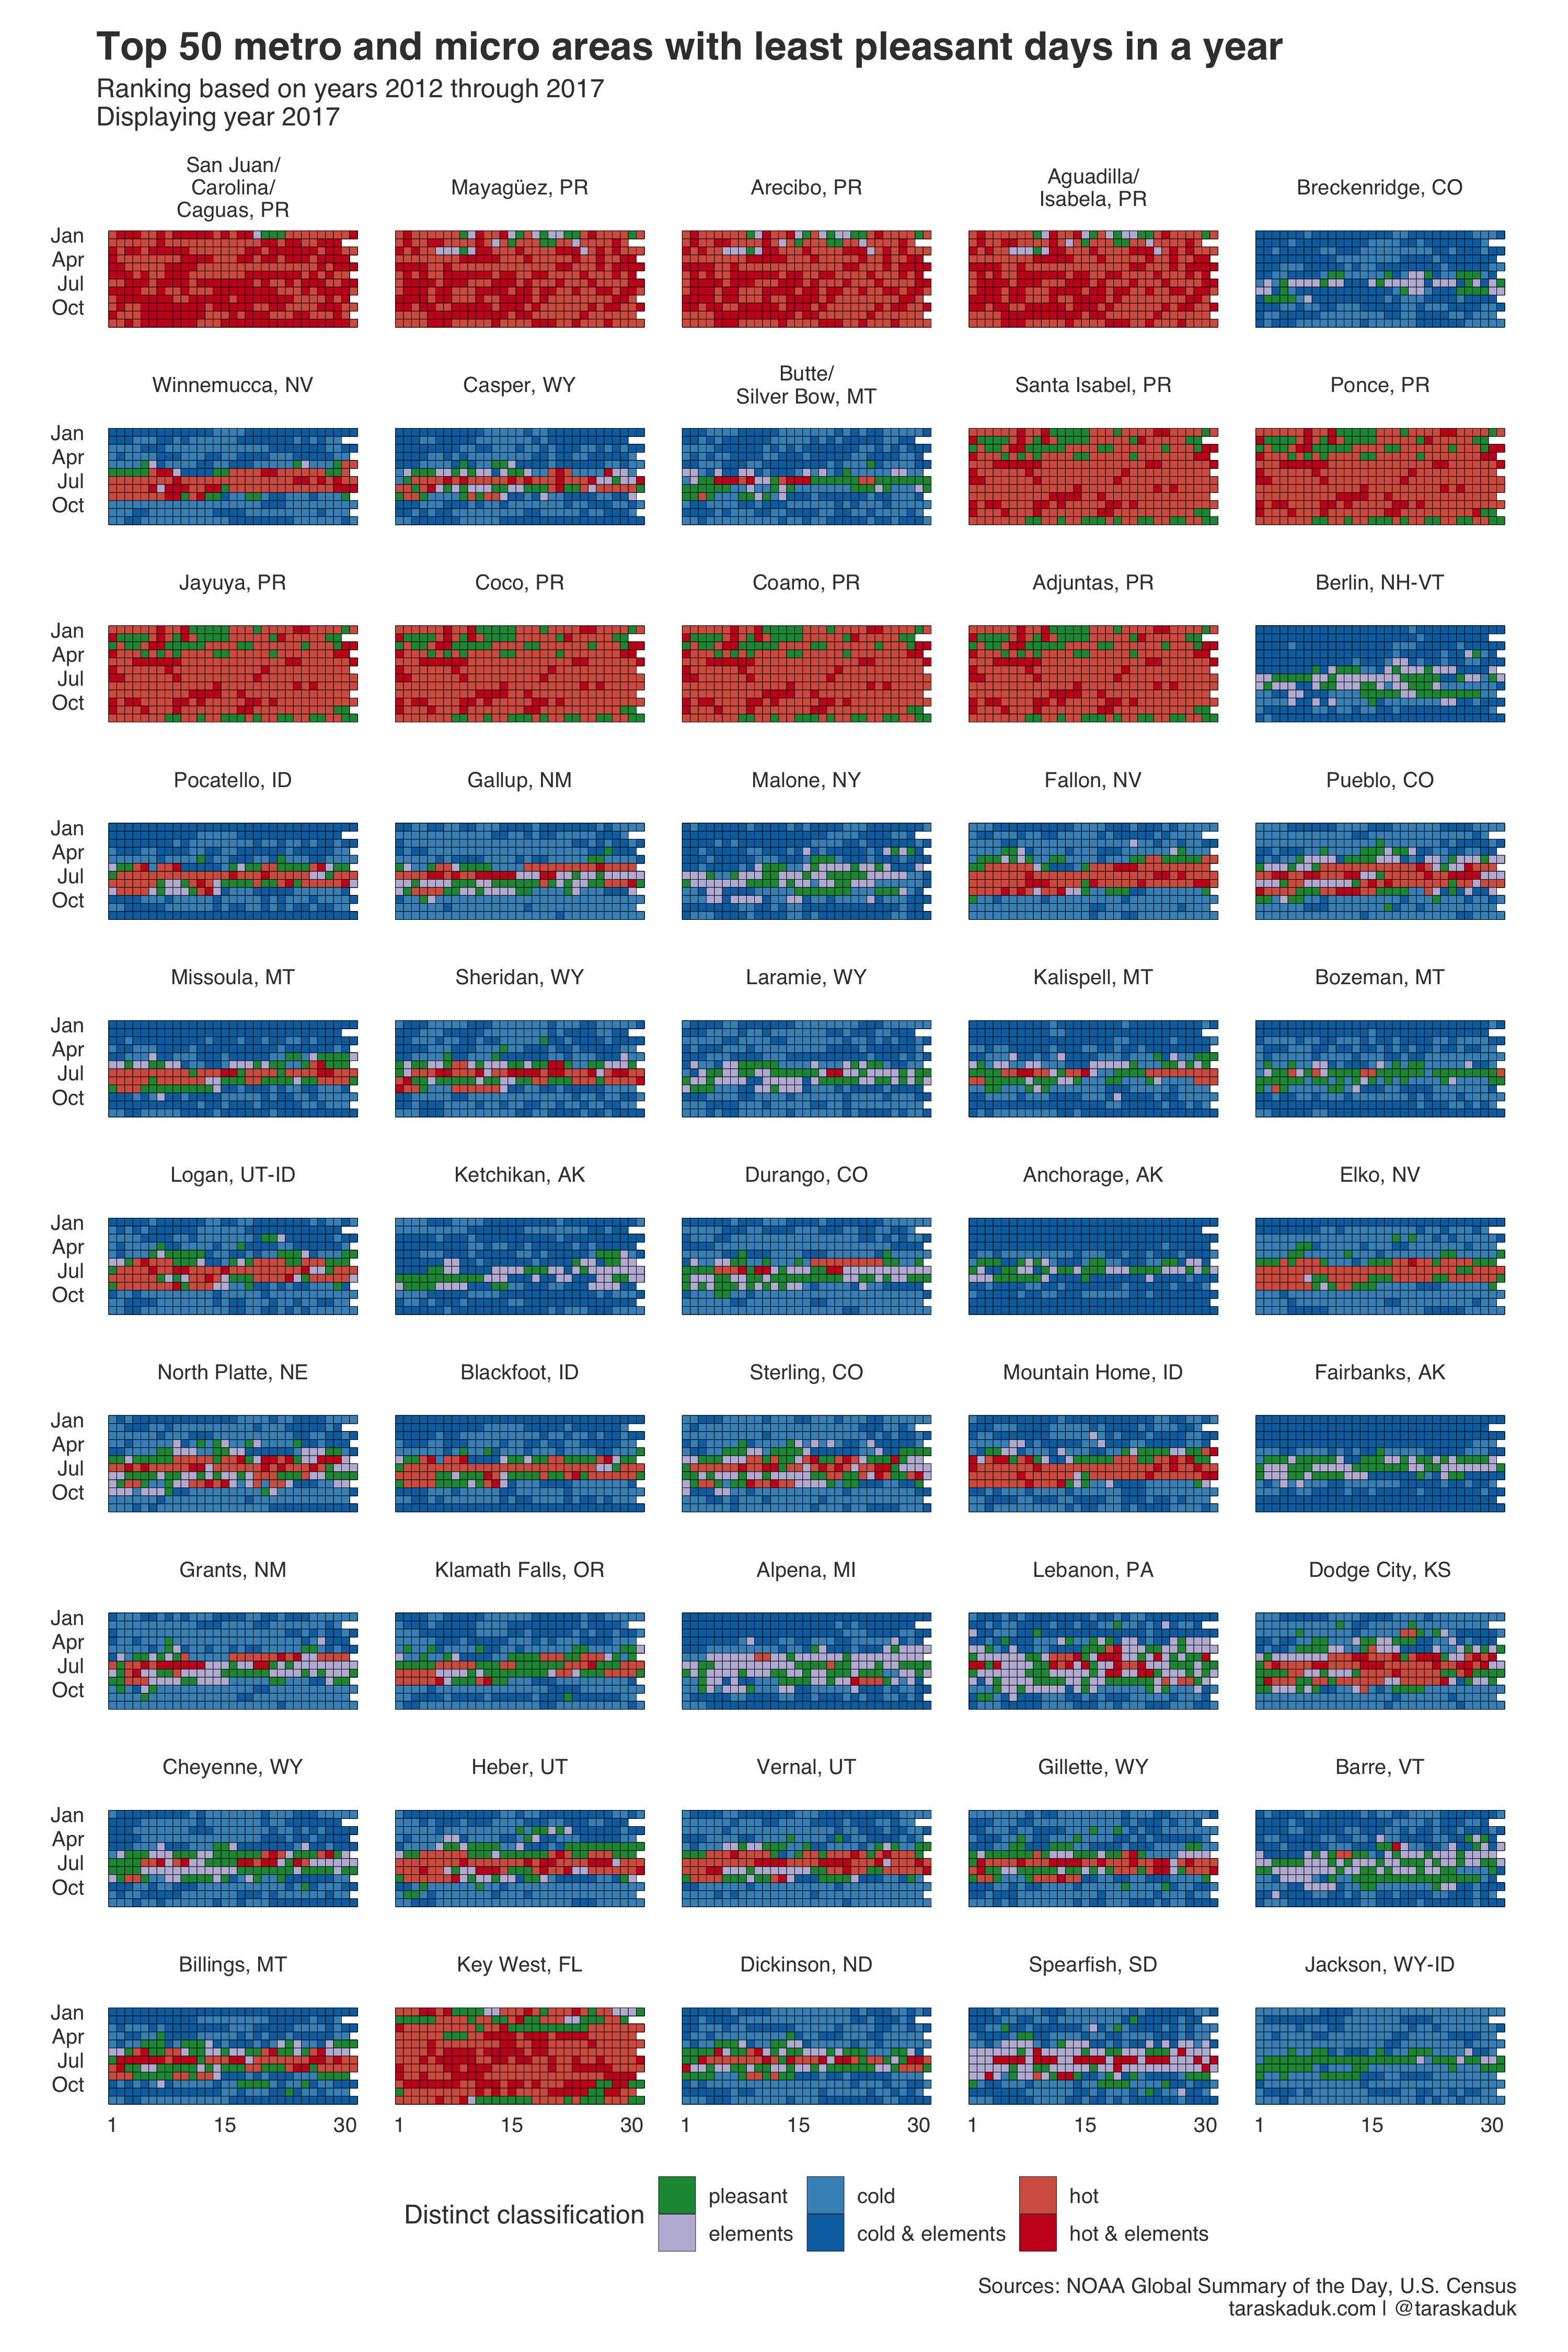 Top 50 metro and micro areas with least pleasant days in a year
Ranking based on years 2012 through 2017
Displaying year 2017
San Juan/
Carolina/
Caguas, PR
Mayagüez, PR
Arecibo, PR
Aguadilla/
Isabela, PR
Breckenridge, CO
Jan
Apr
Jul
Oct
Winnemucca, NV
Casper, WY
Butte/
Silver Bow, MT
Santa Isabel, PR
Ponce, PR
Jan
Apr
Jul
Oct
Jayuya, PR
Coco, PR
Coamo, PR
Adjuntas, PR
Berlin, NH-VT
Jan
Apr
Jul
Oct
Pocatello, ID
Gallup, NM
Malone, NY
Fallon, NV
Pueblo, CO
Jan
Apr
Jul
Oct
Missoula, MT
Sheridan, WY
Laramie, WY
Kalispell, MT
Bozeman, MT
Jan
Apr
Jul
Oct
Logan, UT-ID
Ketchikan, AK
Durango, CO
Anchorage, AK
Elko, NV
Jan
Apr
Jul
Oct
North Platte, NE
Blackfoot, ID
Sterling, CO
Mountain Home, ID
Fairbanks, AK
Jan
Apr
Jul
Oct
Grants, NM
Klamath Falls, OR
Alpena, MI
Lebanon, PA
Dodge City, KS
Jan
Apr
Jul
Oct
Cheyenne, WY
Heber, UT
Vernal, UT
Gillette, WY
Barre, VT
Jan
Apr
Jul
Oct
Billings, MT
Key West, FL
Dickinson, ND
Spearfish, SD
Jackson, WY-ID
Jan
Apr
Jul
Oct
1 15 30
1 15 30
1 15 30
1 15 30
1 15 30
Distinct classification
pleasant
elements
cold
cold & elements
hot
hot & elements
Sources: NOAA Global Summary of the Day, U.S. Census
taraskaduk.com | @taraskaduk